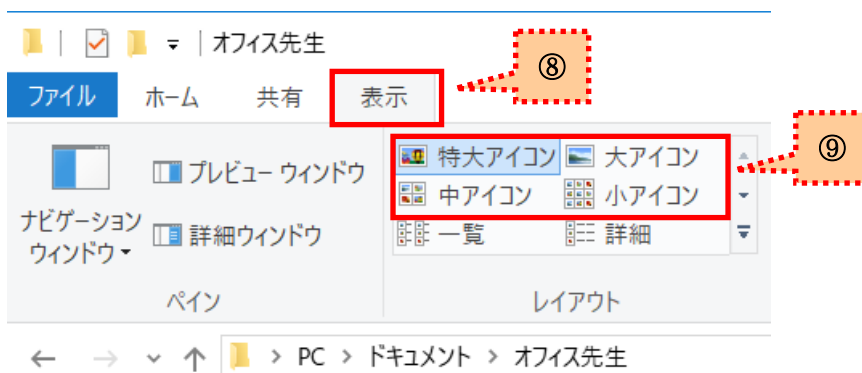 オフィス先生
⑧
ファイル ホーム 共有 表示
⑨
特大アイコン 大アイコン
プレビュー ウィンドウ
中アイコン 小アイコン
ナビゲーション
ウィンドウ
詳細ウィンドウ
一覧 詳細
ペイン レイアウト
PC > ドキュメント > オフィス先生